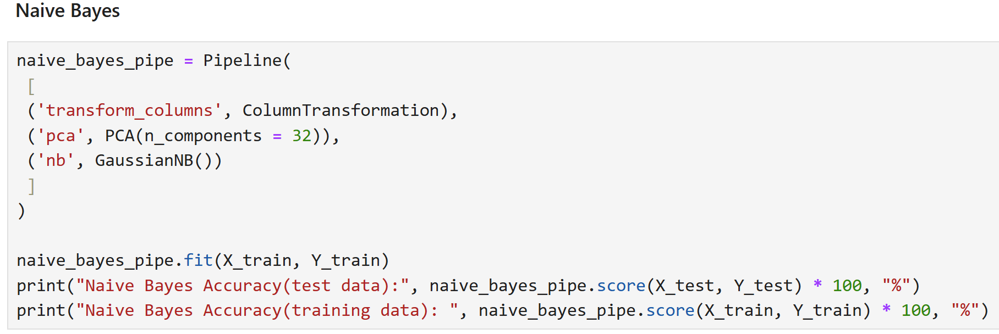 Naive Bayes
naive_bayes_pipe = Pipeline(
[
('transform_columns', ColumnTransformation),
('pca', PCA(n_components = 32)),
('nb', GaussianNB())
]
)
naive_bayes_pipe.fit(X_train, Y_train)
print("Naive Bayes Accuracy(test data):", naive_bayes_pipe.score(X_test, Y_test) * 100, "%")
print("Naive Bayes Accuracy(training data): ", naive_bayes_pipe.score(X_train, Y_train) * 100, "%")